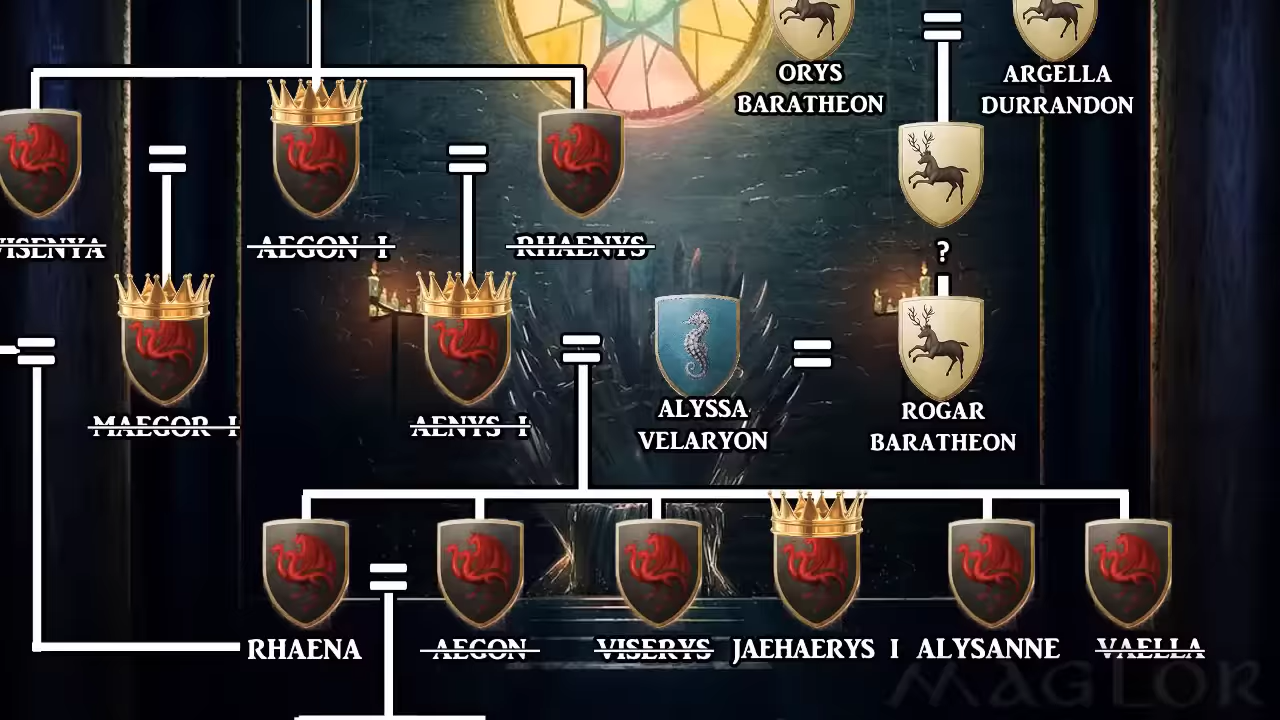 ORYS
BARATHEON
ARGELLA
DURRANDON
VISENYA
AEGON I
RHAENYS
?
MAEGOR I
AENYS I
ALYSSA
VELARYON
ROGAR
BARATHEON
RHAENA
AEGON
VISERYS
JAEHAERYS I
ALYSANNE
VAELLA
MAGLOR